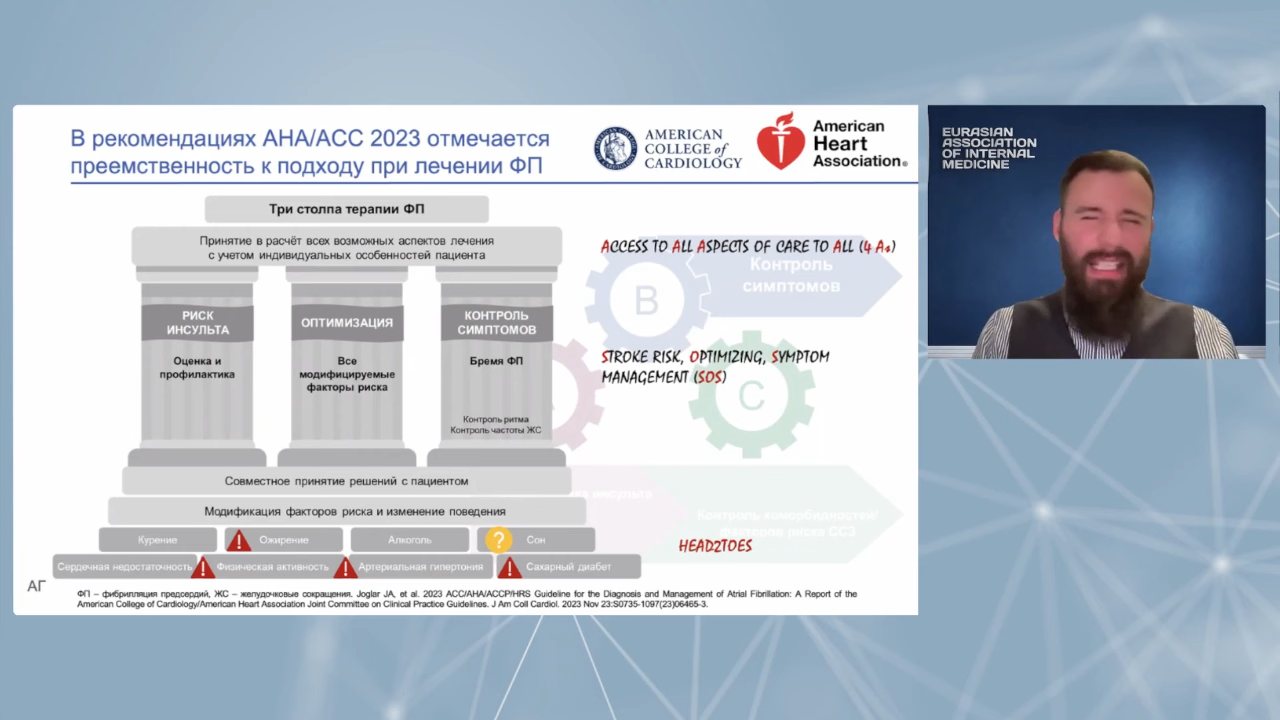 В рекомендациях АНА/АСС 2023 отмечается
преемственность к подходу при лечении ФП
AMERICAN
COLLEGE of
CARDIOLOGY
American
Heart
Association®
EURASIAN
ASSOCIATION
OF INTERNAL
MEDICINE
Три столпа терапии ФП
Принятие в расчёт всех возможных аспектов лечения
с учетом индивидуальных особенностей пациента
РИСК
ИНСУЛЬТА
Оценка и
профилактика
ОПТИМИЗАЦИЯ
Все
модифицируемые
факторы риска
КОНТРОЛЬ
СИМПТОМОВ
Бремя ФП
Контроль ритма
Контроль частоты ЖС
ACCESS TO ALL ASPECTS OF CARE TO ALL (4 As)
B
Контроль
симптомов
STROKE RISK, OPTIMIZING, SYMPTOM
MANAGEMENT (SOS)
C
Контроль коморбидностей/
факторов риска ССЗ
HEAD2TOES
Совместное принятие решений с пациентом
Модификация факторов риска и изменение поведения
Курение
! Ожирение
Алкоголь
? Сон
Сердечная недостаточность
! Физическая активность
! Артериальная гипертония
! Сахарный диабет
АГ
ФП – фибрилляция предсердий, ЖС – желудочковые сокращения. Joglar JA, et al. 2023 ACC/AHA/ACCP/HRS Guideline for the Diagnosis and Management of Atrial Fibrillation: A Report of the
American College of Cardiology/American Heart Association Joint Committee on Clinical Practice Guidelines. J Am Coll Cardiol. 2023 Nov 23:S0735-1097(23)06465-3.